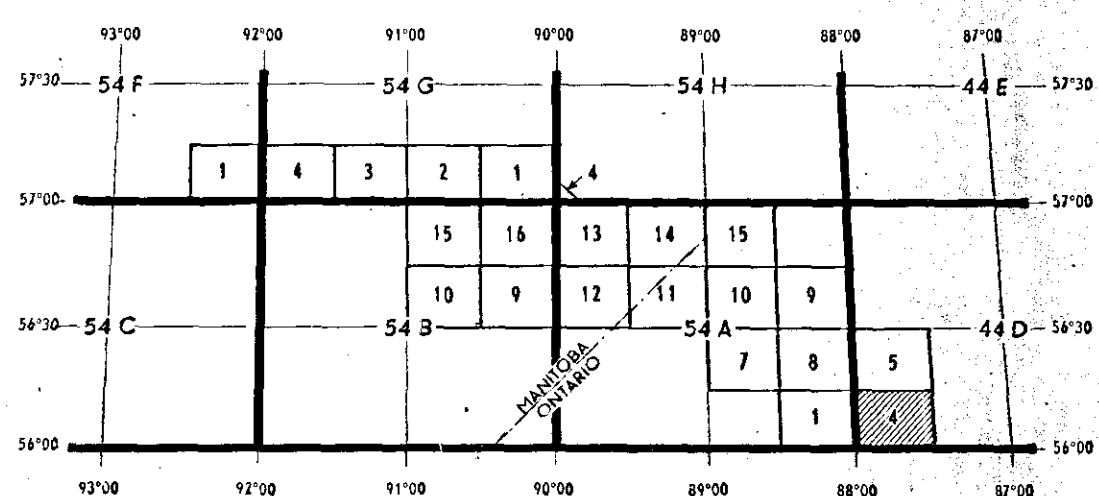 93°00 92°00 91°00 90°00 89°00 88°00 87°00
57°30 54 F 54 G 54 H 44 E 57°30
1 4 3 2 1 4
57°00 57°00
15 16 13 14 15
10 9 12 11 10 9
56°30 54 C 54 B 54 A 44 D 56°30
7 8 5
MANITOBA
ONTARIO
1 4
56°00 56°00
93°00 92°00 91°00 90°00 89°00 88°00 87°00